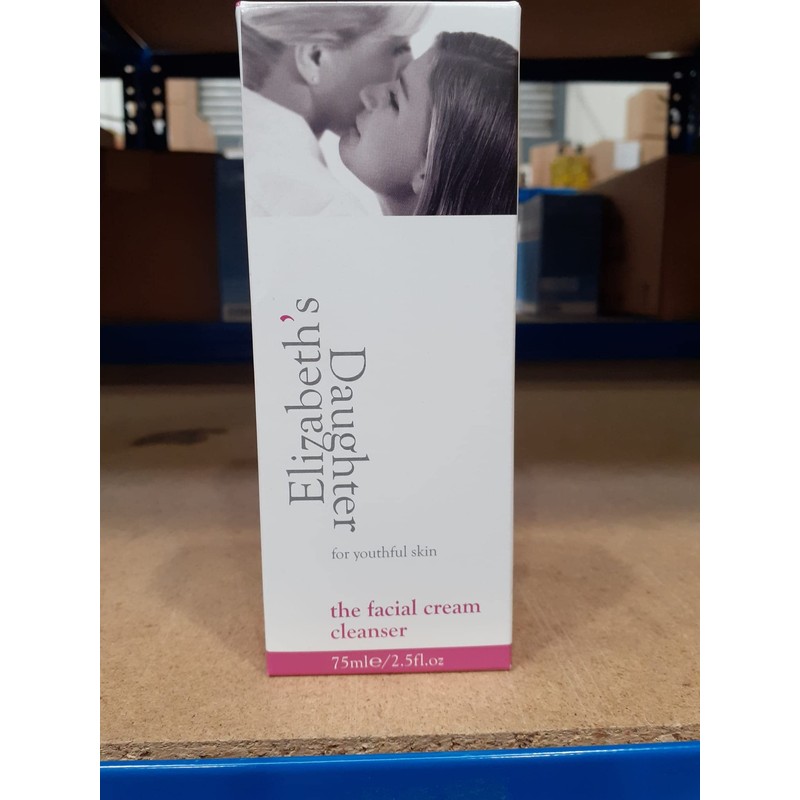 Elizabeth's
Daughter
for youthful skin
the facial cream
cleanser
75ml℮/2.5fl.oz